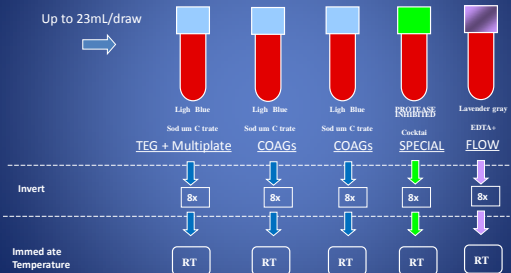 Up to 23mL/draw
Ligh Blue
Sod um C trate
TEG + Multiplate
Ligh Blue
Sod um C trate
COAGs
Ligh Blue
Sod um C trate
COAGs
PROTEASE
INHIBITED
Cocktai
SPECIAL
Lavender gray
EDTA+
FLOW
Invert
8x
8x
8x
8x
8x
Immed ate
Temperature
RT
RT
RT
RT
RT